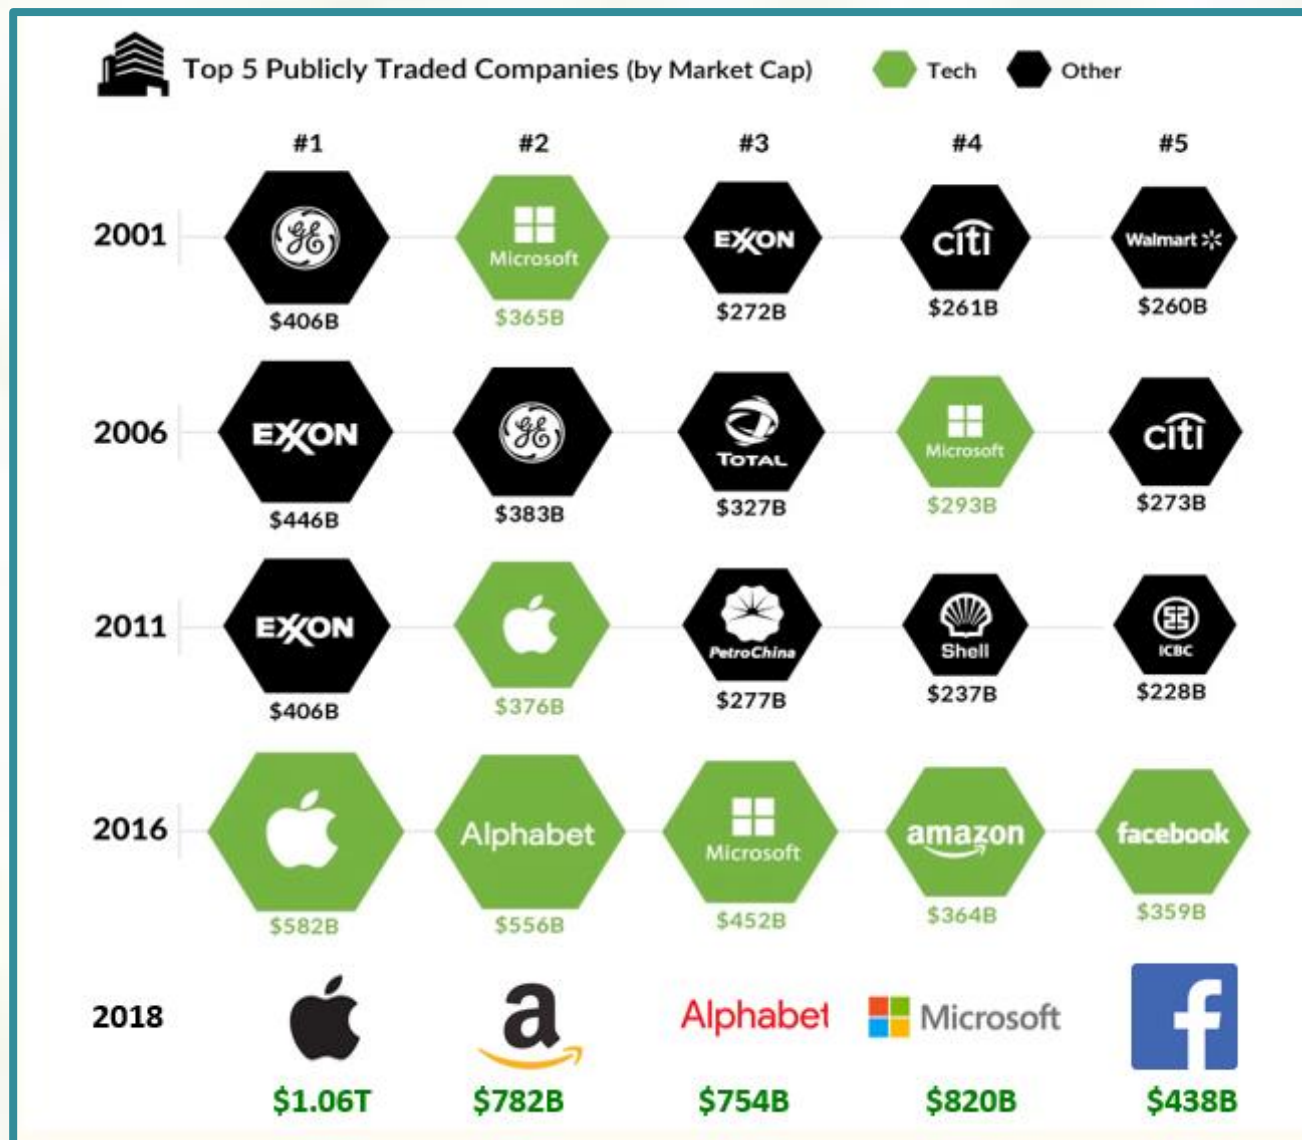 Top 5 Publicly Traded Companies (by Market Cap) Tech Other
#1 #2 #3 #4 #5
2001
GE Microsoft EXXON citi Walmart
$406B $365B $272B $261B $260B
2006
EXXON GE TOTAL Microsoft citi
$446B $383B $327B $293B $273B
2011
EXXON PetroChina Shell ICBC
$406B $376B $277B $237B $228B
2016
Alphabet Microsoft amazon facebook
$582B $556B $452B $364B $359B
2018
a Alphabet Microsoft f
$1.06T $782B $754B $820B $438B